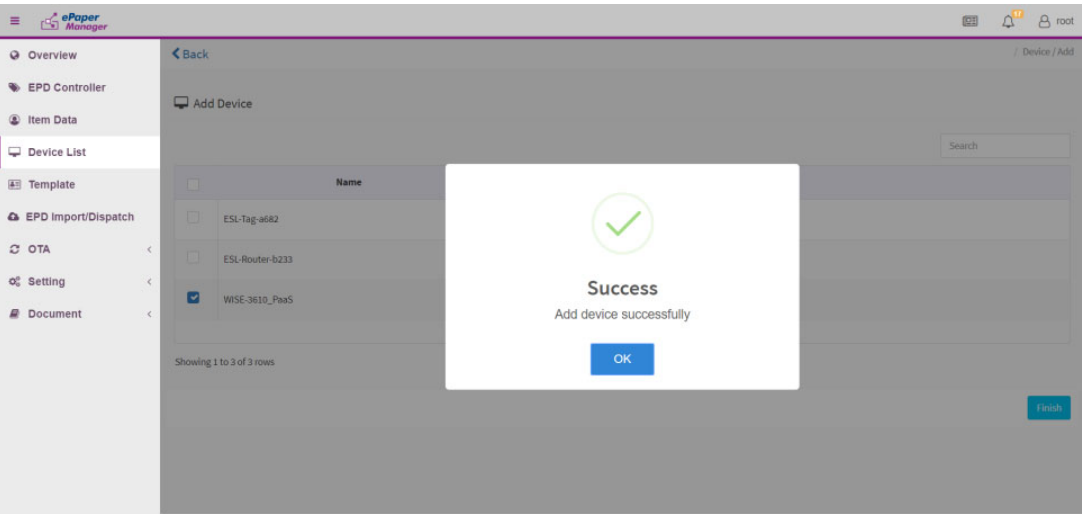 ePaper
Manager
17
root
Overview
EPD Controller
Item Data
Device List
Template
EPD Import/Dispatch
OTA
Setting
Document
Back
/ Device / Add
Add Device
Search
Name
ESL-Tag-a682
ESL-Router-b233
WISE-3610_PaaS
Showing 1 to 3 of 3 rows
Success
Add device successfully
OK
Finish